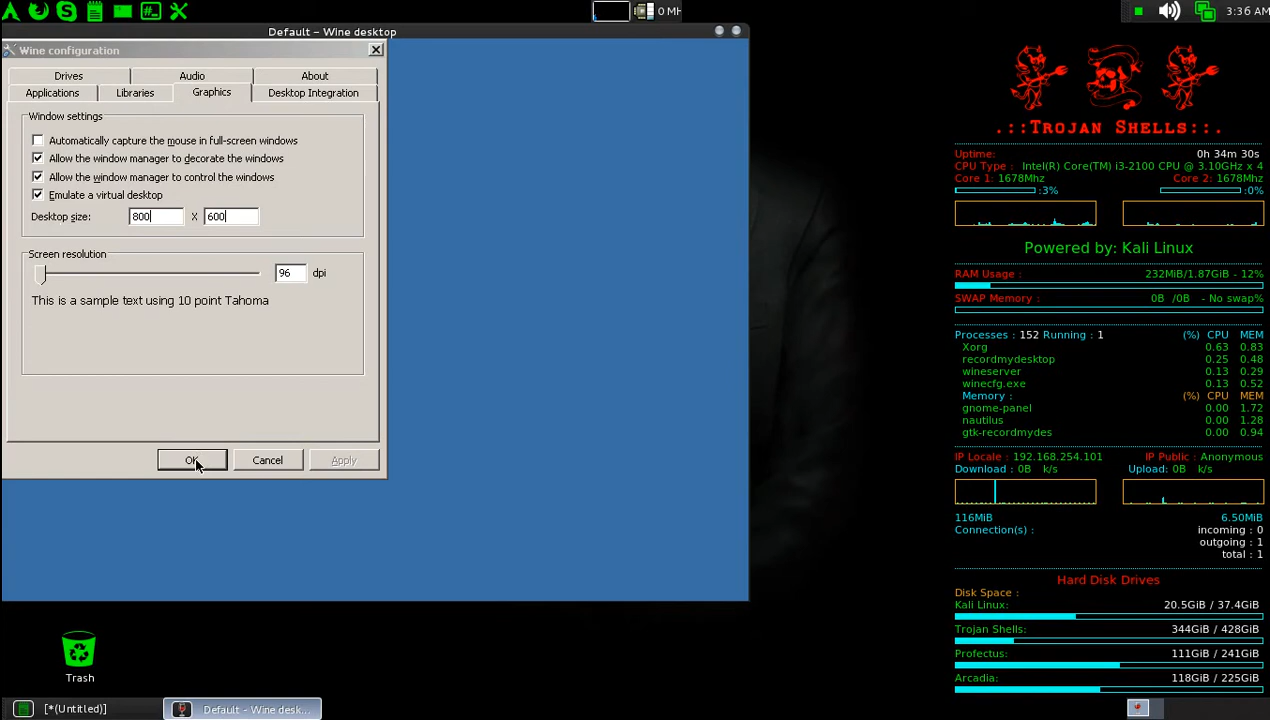 0 MH
3:36 AM
Default - Wine desktop
Wine configuration
Drives Audio About
Applications Libraries Graphics Desktop Integration
Window settings
Automatically capture the mouse in full-screen windows
Allow the window manager to decorate the windows
Allow the window manager to control the windows
Emulate a virtual desktop
Desktop size: 800 X 600
Screen resolution
96 dpi
This is a sample text using 10 point Tahoma
OK Cancel Apply
Trash
[*(Untitled)] Default - Wine desk...
.::Trojan Shells::.
Uptime: 0h 34m 30s
CPU Type : Intel(R) Core(TM) i3-2100 CPU @ 3.10GHz x 4
Core 1: 1678Mhz Core 2: 1678Mhz
:3% :0%
Powered by: Kali Linux
RAM Usage : 232MiB/1.87GiB - 12%
SWAP Memory : 0B /0B - No swap%
Processes : 152 Running : 1 (%) CPU MEM
Xorg 0.63 0.83
recordmydesktop 0.25 0.48
wineserver 0.13 0.29
winecfg.exe 0.13 0.52
Memory : (%) CPU MEM
gnome-panel 0.00 1.72
nautilus 0.00 1.28
gtk-recordmydes 0.00 0.94
IP Locale : 192.168.254.101 IP Public : Anonymous
Download : 0B k/s Upload: 0B k/s
116MiB 6.50MiB
Connection(s) : incoming : 0
outgoing : 1
total : 1
Hard Disk Drives
Disk Space :
Kali Linux: 20.5GiB / 37.4GiB
Trojan Shells: 344GiB / 428GiB
Profectus: 111GiB / 241GiB
Arcadia: 118GiB / 225GiB